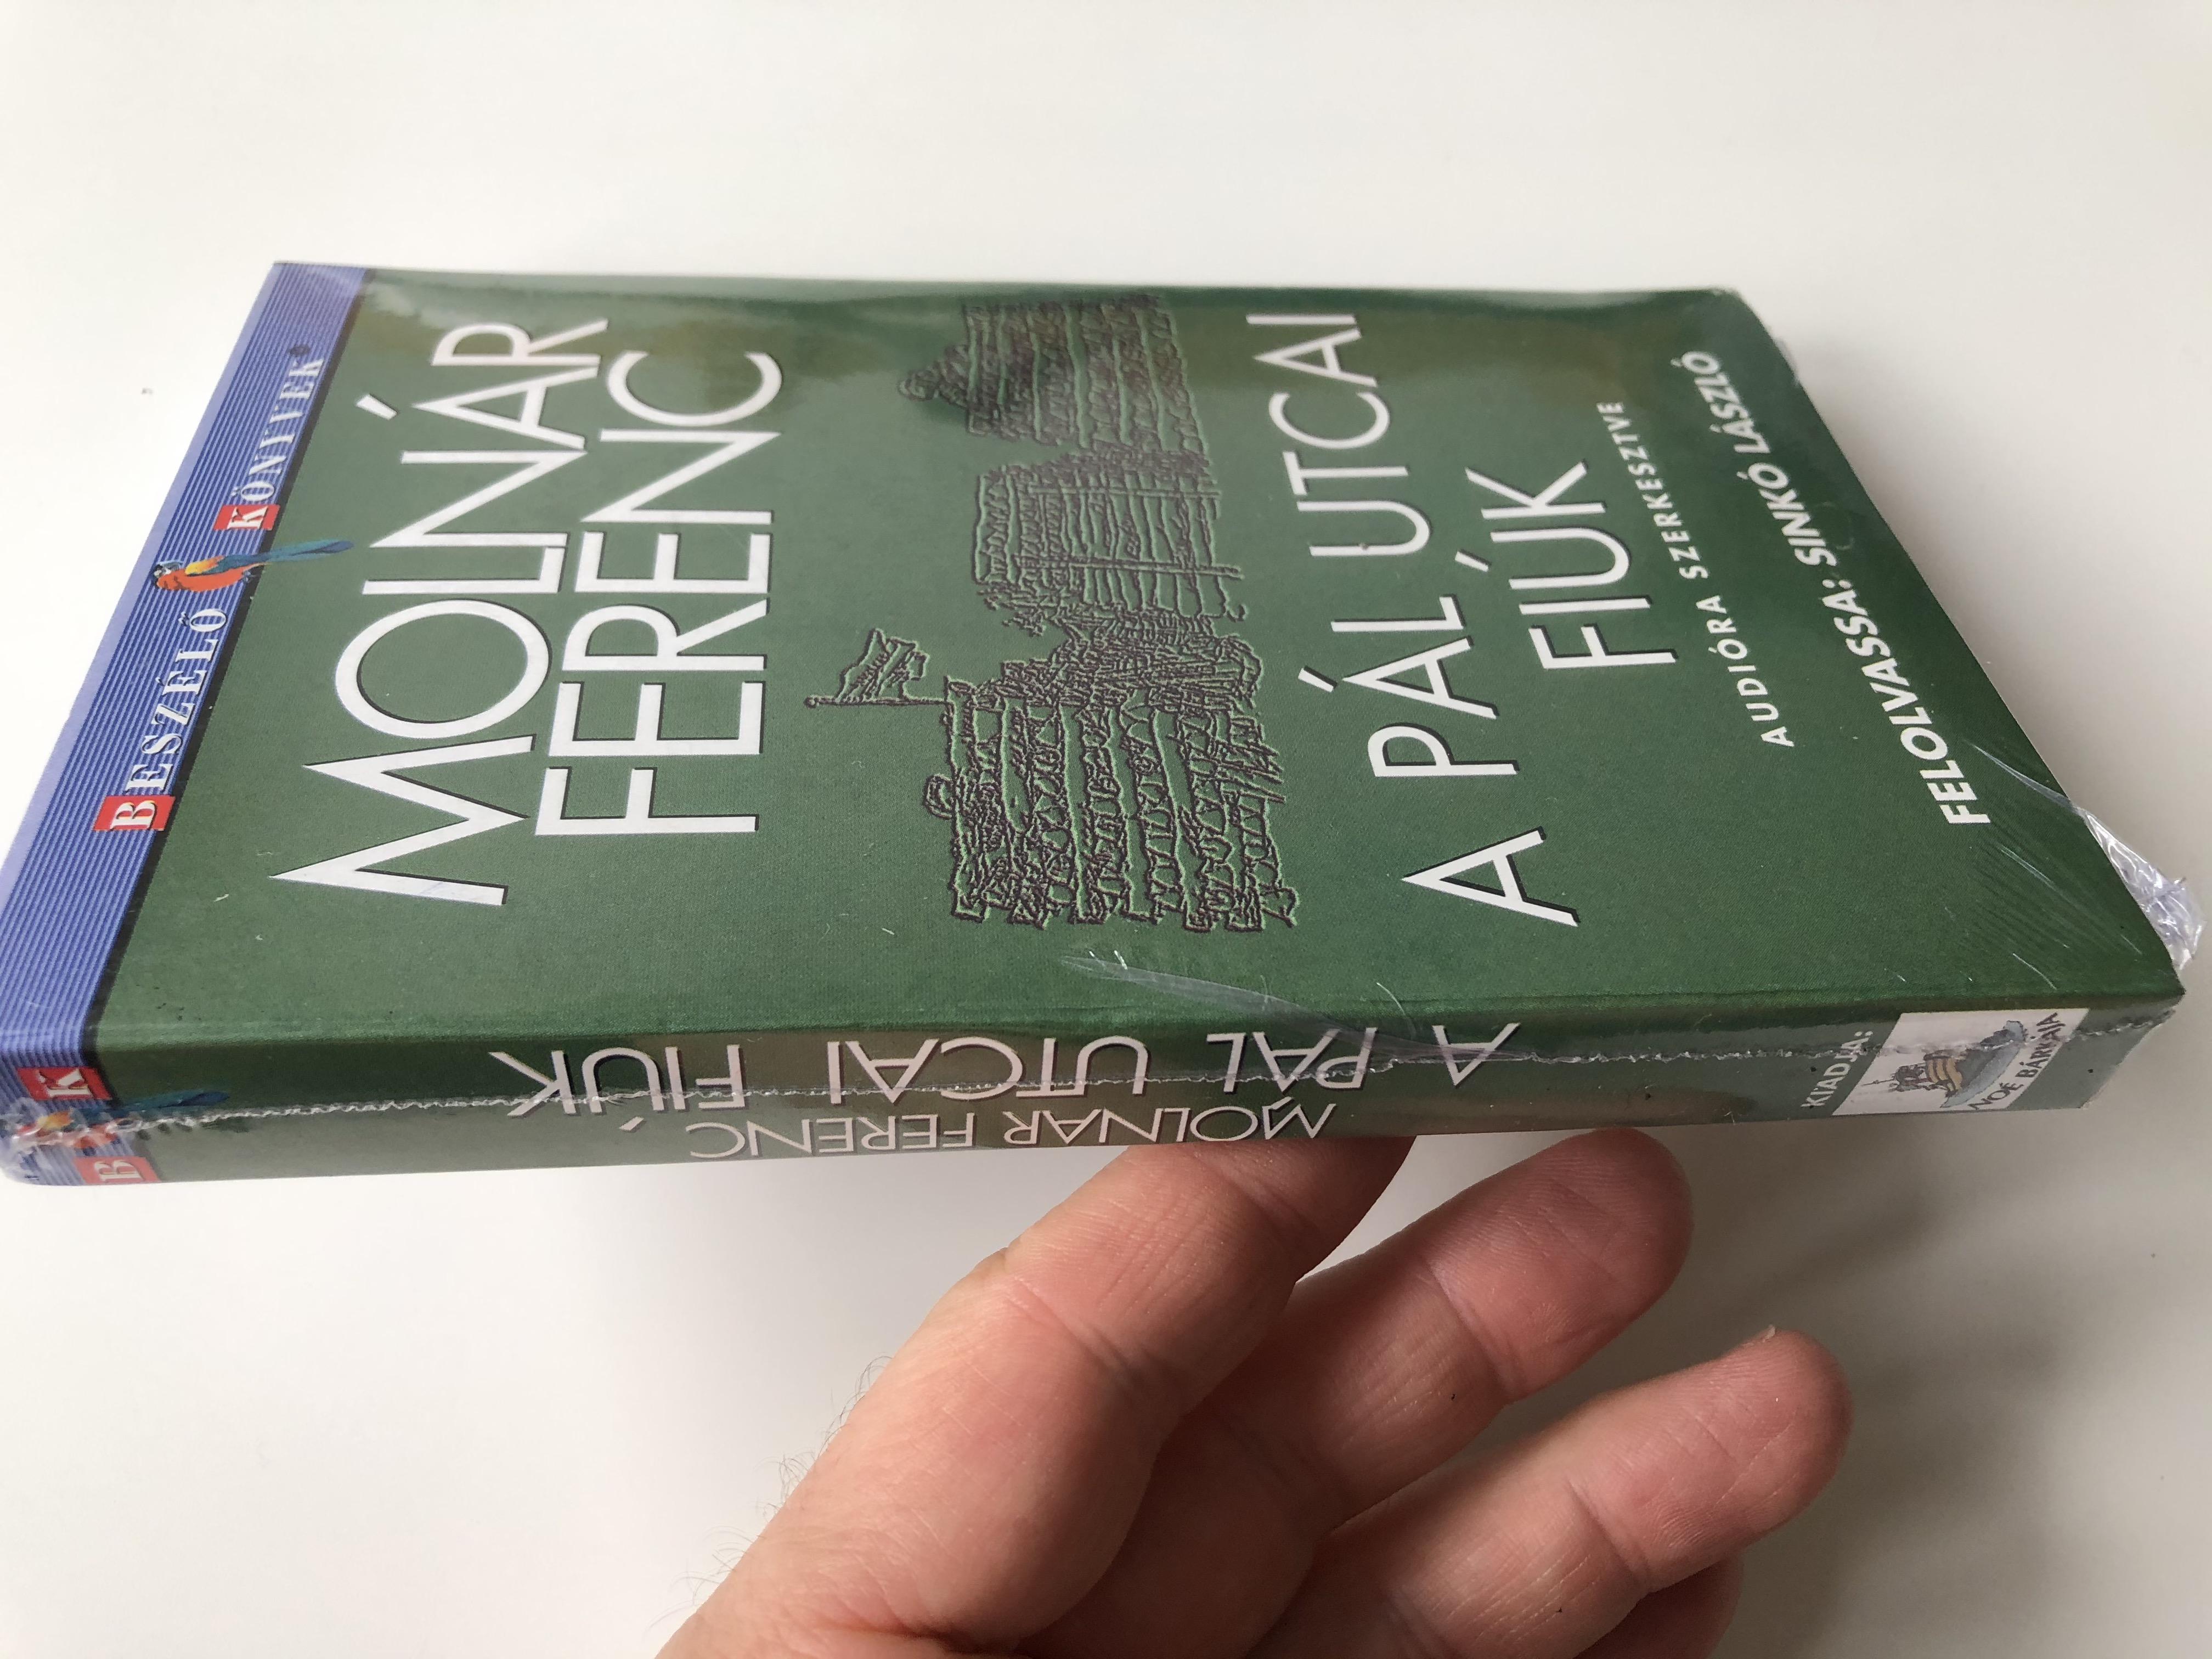 BESZÉLŐ KÖNYVEK®
MOLNÁR
FERENC
A PÁL UTCAI
FIÚK
AUDIÓRA SZERKESZTVE
FELOLVASSA: SINKÓ LÁSZLÓ
B K
MOLNÁR FERENC
A PÁL UTCAI FIÚK
KIADJA:
NOÉ BÁRKÁJA